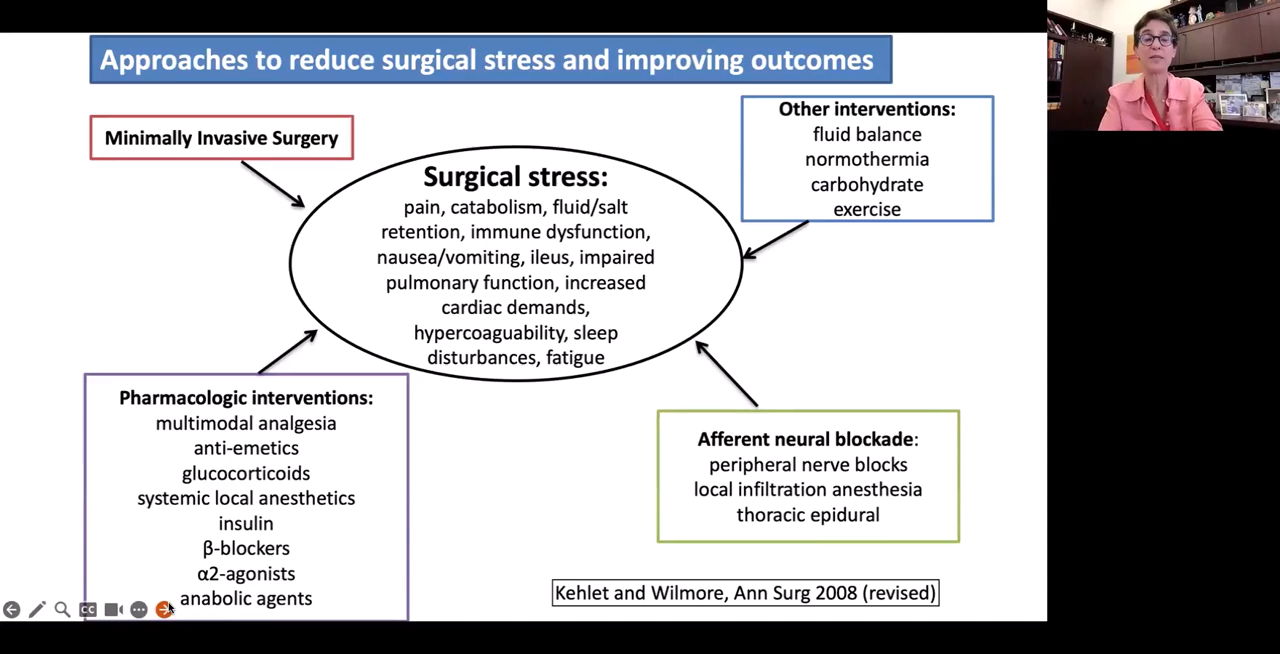 Approaches to reduce surgical stress and improving outcomes
Minimally Invasive Surgery
Other interventions:
fluid balance
normothermia
carbohydrate
exercise
Surgical stress:
pain, catabolism, fluid/salt
retention, immune dysfunction,
nausea/vomiting, ileus, impaired
pulmonary function, increased
cardiac demands,
hypercoaguability, sleep
disturbances, fatigue
Pharmacologic interventions:
multimodal analgesia
anti-emetics
glucocorticoids
systemic local anesthetics
insulin
β-blockers
α2-agonists
anabolic agents
Afferent neural blockade:
peripheral nerve blocks
local infiltration anesthesia
thoracic epidural
Kehlet and Wilmore, Ann Surg 2008 (revised)
CC